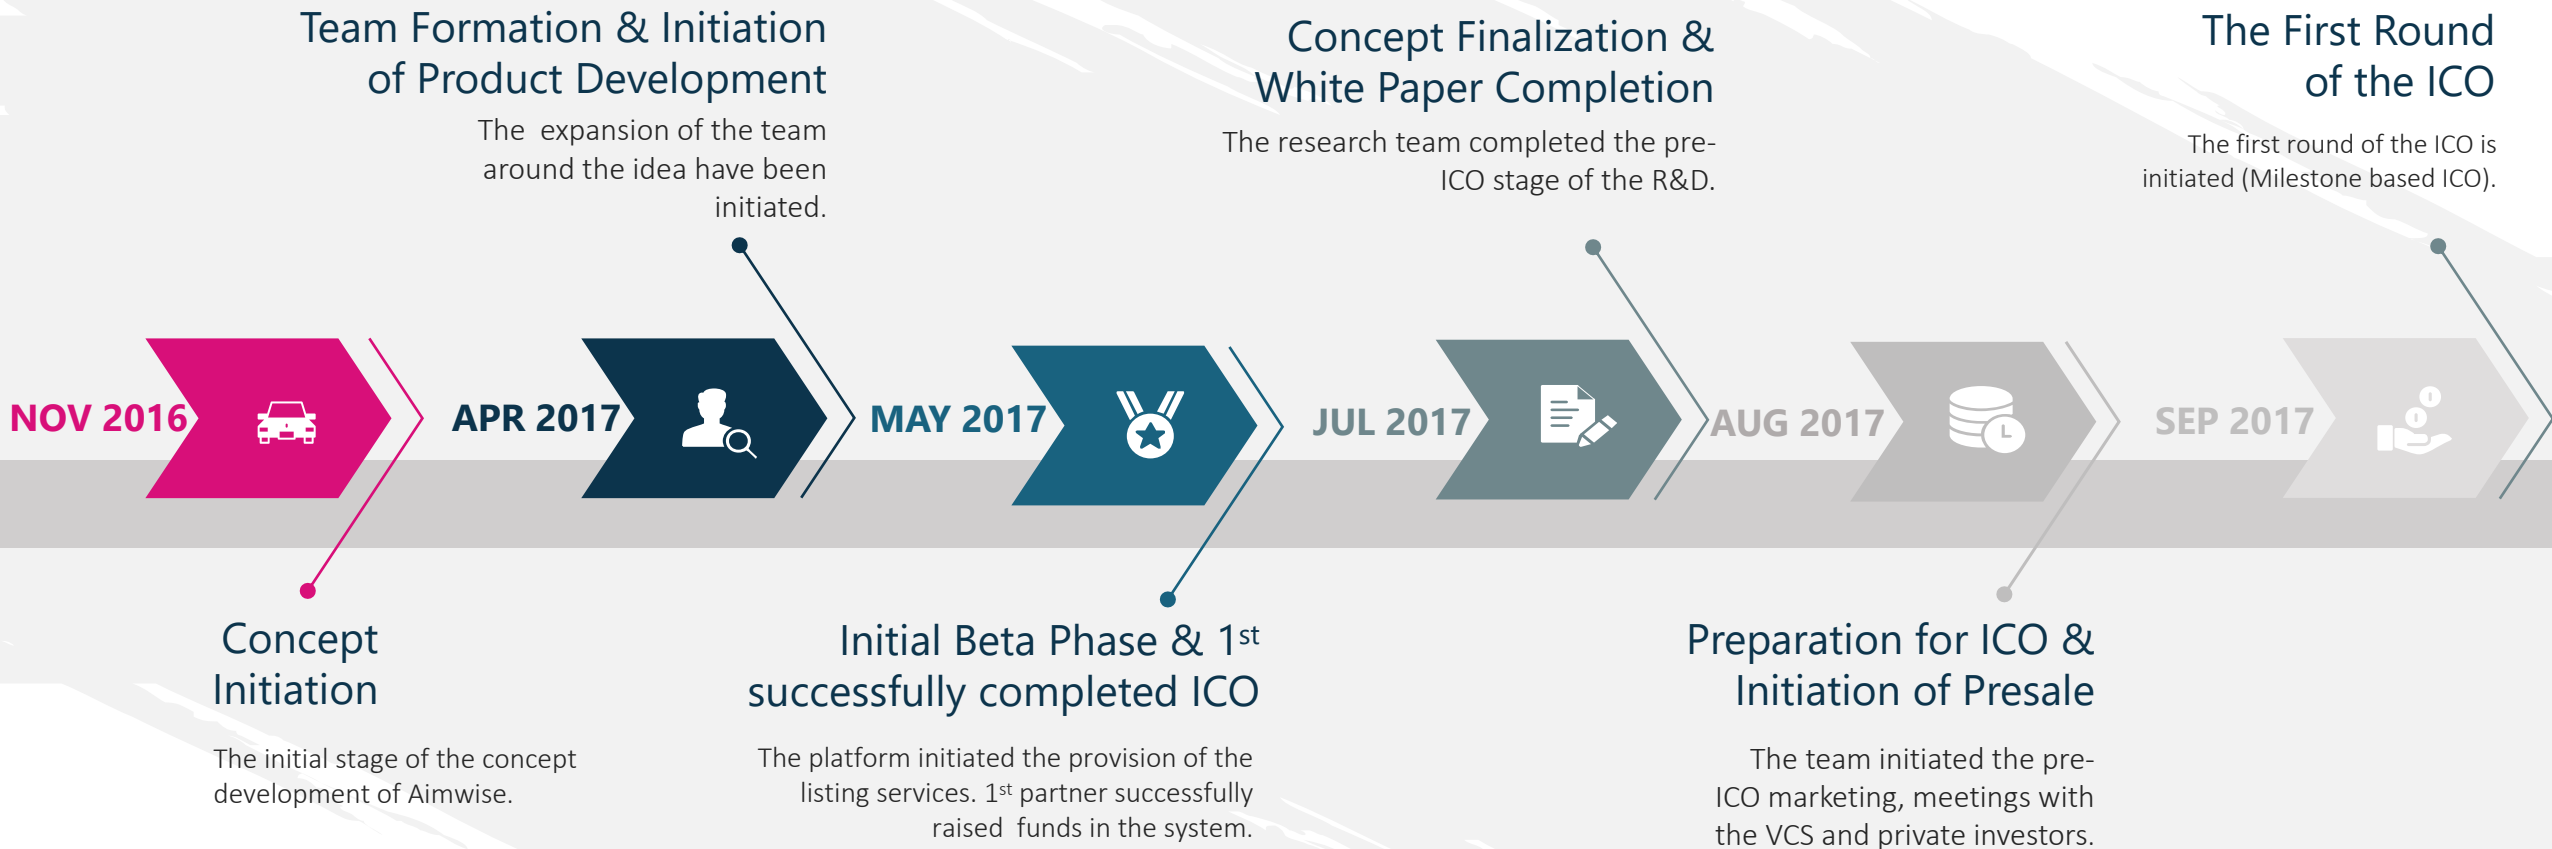 Team Formation & Initiation
of Product Development
The expansion of the team
around the idea have been
initiated.
Concept Finalization &
White Paper Completion
The research team completed the pre-
ICO stage of the R&D.
The First Round
of the ICO
The first round of the ICO is
initiated (Milestone based ICO).
NOV 2016
APR 2017
MAY 2017
JUL 2017
AUG 2017
SEP 2017
Concept
Initiation
The initial stage of the concept
development of Aimwise.
Initial Beta Phase & 1st
successfully completed ICO
The platform initiated the provision of the
listing services. 1st partner successfully
raised funds in the system.
Preparation for ICO &
Initiation of Presale
The team initiated the pre-
ICO marketing, meetings with
the VCS and private investors.